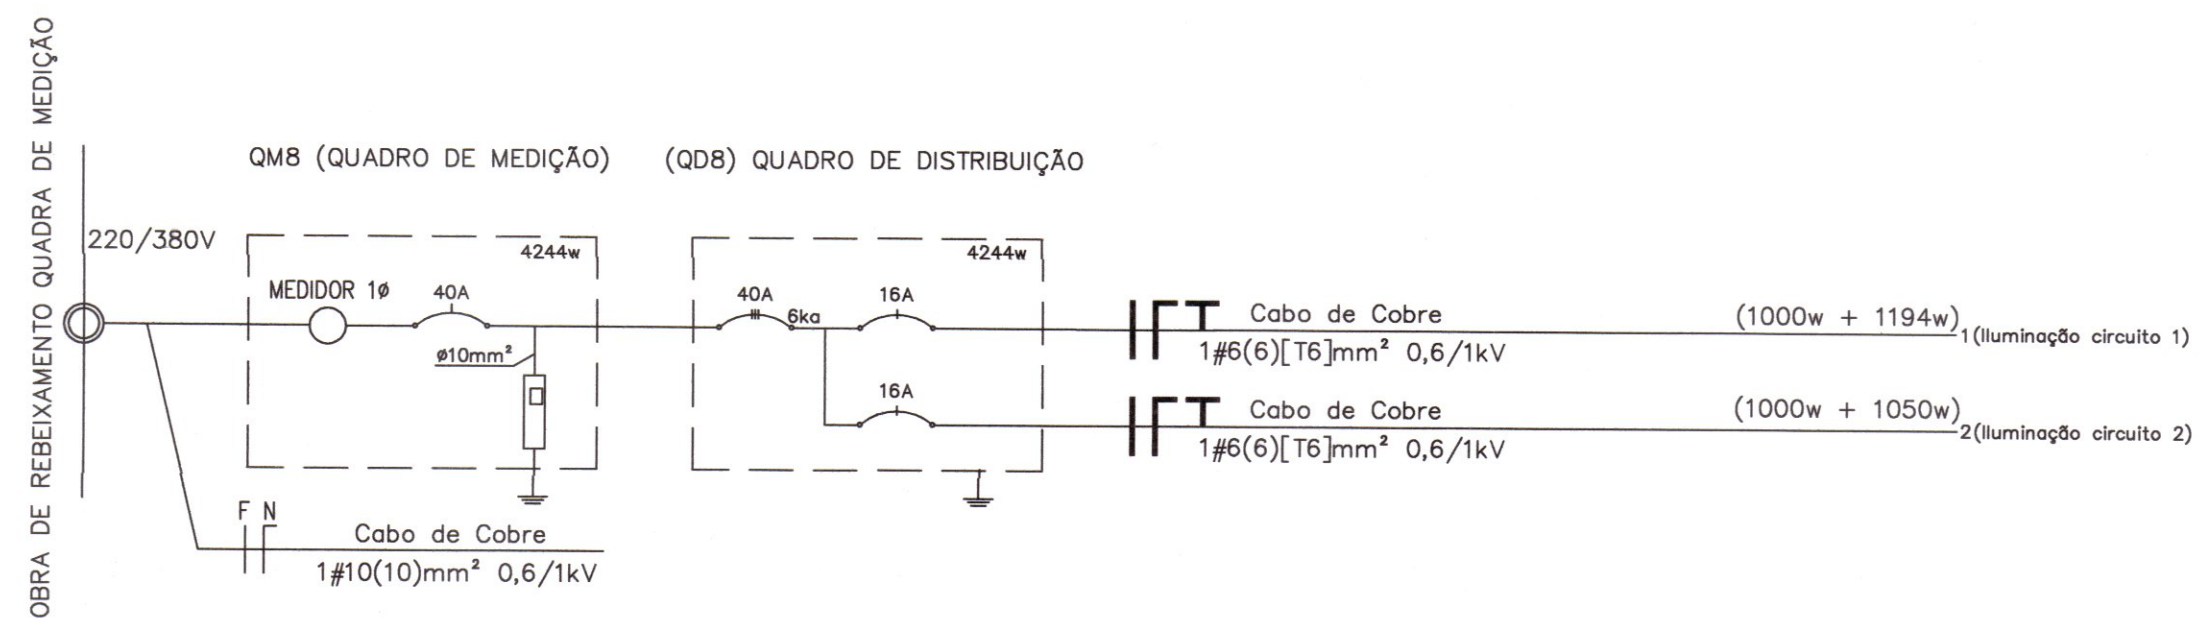 OBRA DE REBEIXAMENTO QUADRA DE MEDIÇÃO
QM8 (QUADRO DE MEDIÇÃO)
(QD8) QUADRO DE DISTRIBUIÇÃO
220/380V
4244w
4244w
MEDIDOR 1ø
40A
40A
6ka
16A
ø10mm²
Cabo de Cobre
1#6(6)[T6]mm² 0,6/1kV
(1000w + 1194w)
1(Iluminação circuito 1)
16A
Cabo de Cobre
1#6(6)[T6]mm² 0,6/1kV
(1000w + 1050w)
2(Iluminação circuito 2)
F N
Cabo de Cobre
1#10(10)mm² 0,6/1kV